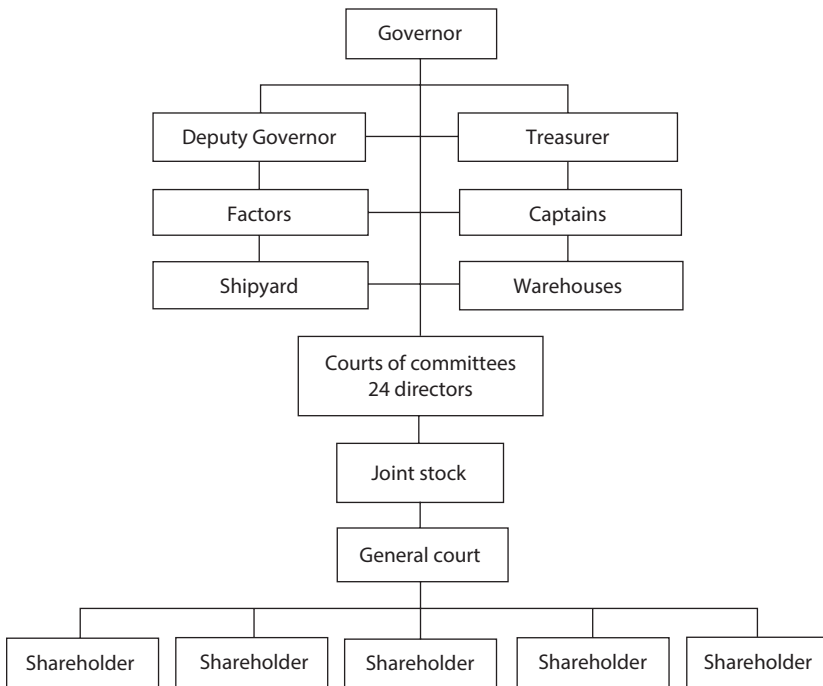 Governor
Deputy Governor
Treasurer
Factors
Captains
Shipyard
Warehouses
Courts of committees
24 directors
Joint stock
General court
Shareholder
Shareholder
Shareholder
Shareholder
Shareholder